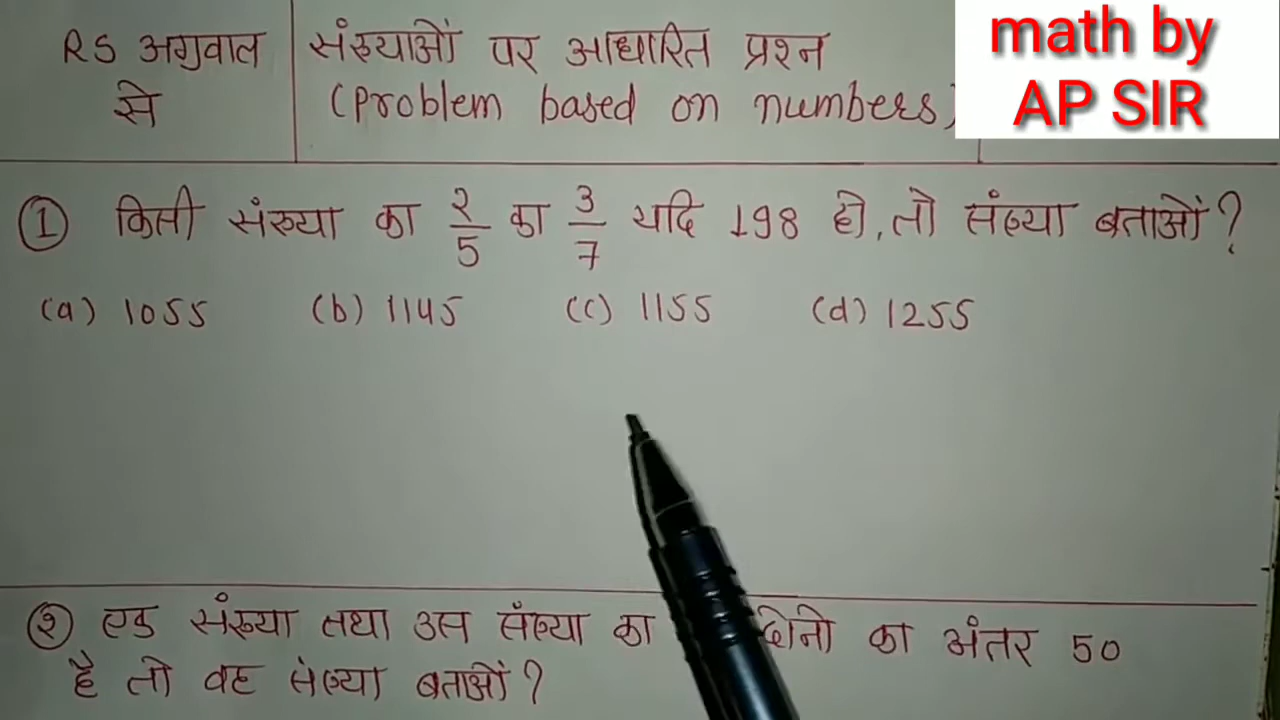 RS अग्रवाल से
संख्याओं पर आधारित प्रश्न
(problem based on numbers)
math by
AP SIR
① किसी संख्या का 2/5 का 3/7 यदि 198 हो, तो संख्या बताओं?
(a) 1055 (b) 1145 (c) 1155 (d) 1255
② एक संख्या तथा उस संख्या का दोनो का अंतर 50
है तो वह संख्या बताओं?